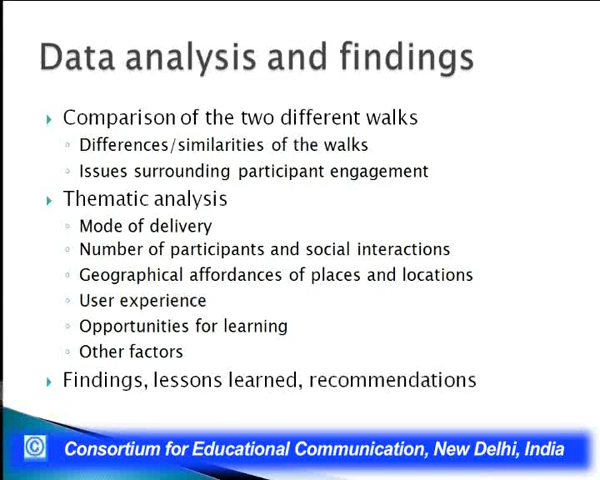 Data analysis and findings
Comparison of the two different walks
Differences/similarities of the walks
Issues surrounding participant engagement
Thematic analysis
Mode of delivery
Number of participants and social interactions
Geographical affordances of places and locations
User experience
Opportunities for learning
Other factors
Findings, lessons learned, recommendations
© Consortium for Educational Communication, New Delhi, India